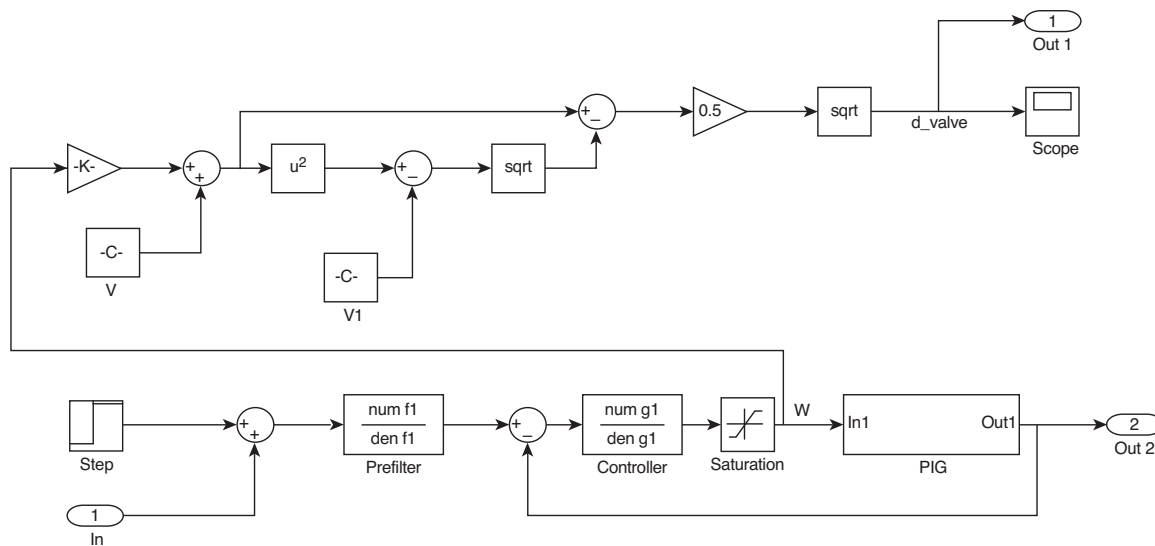 1
Out 1
+
–
0.5
sqrt
d_valve
Scope
-K-
+
+
u²
+
–
sqrt
-C-
V
-C-
V1
Step
+
+
num f1
den f1
Prefilter
+
–
num g1
den g1
Controller
Saturation
W
In1
Out1
PIG
2
Out 2
1
In